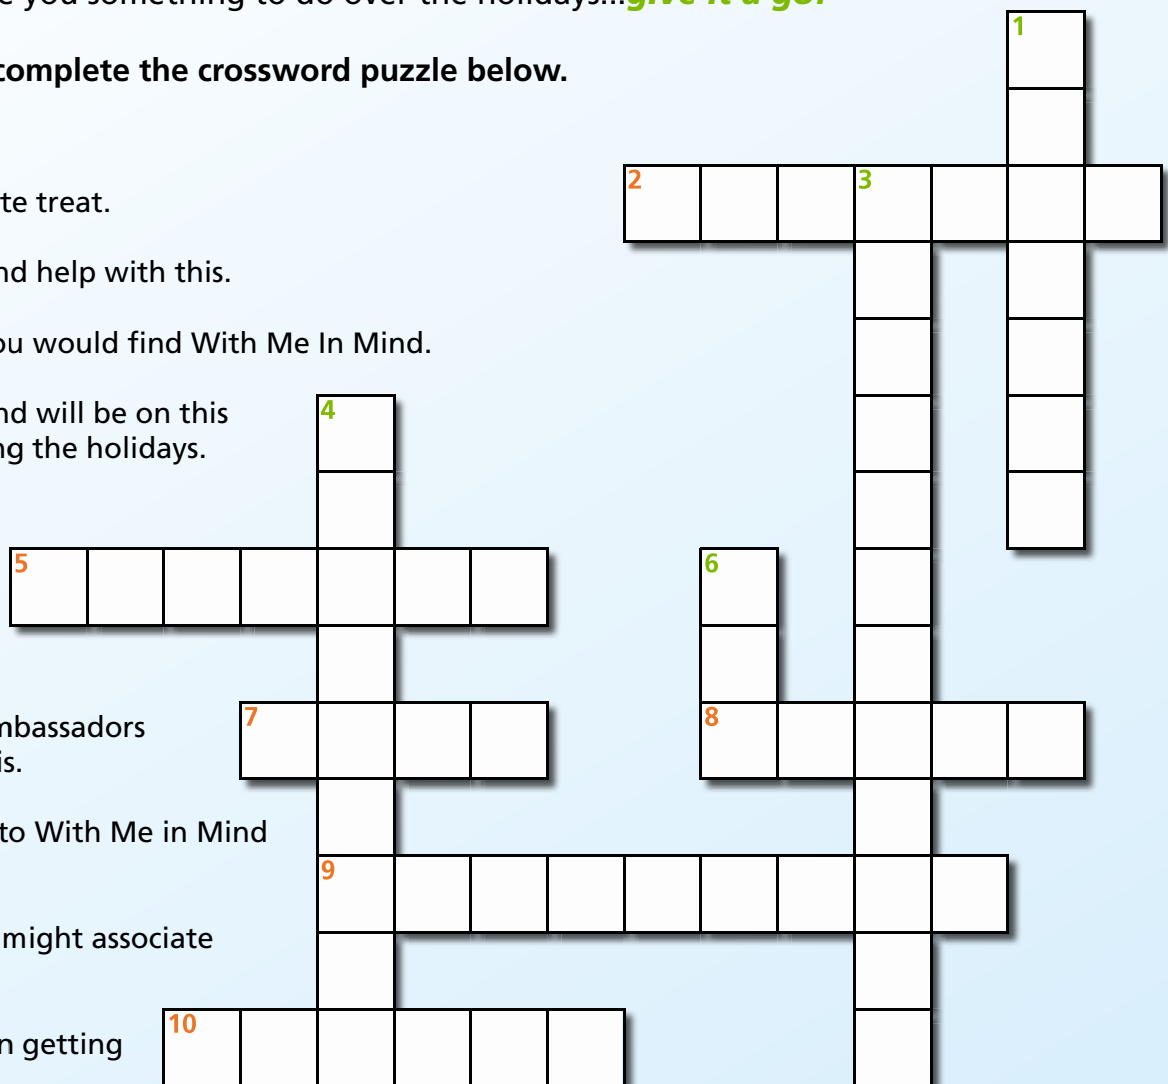 e you something to do over the holidays...give it a go!
complete the crossword puzzle below.
1
te treat.
2
3
nd help with this.
ou would find With Me In Mind.
nd will be on this
ng the holidays.
4
5
6
mbassadors
is.
7
8
to With Me in Mind
9
might associate
10
n getting